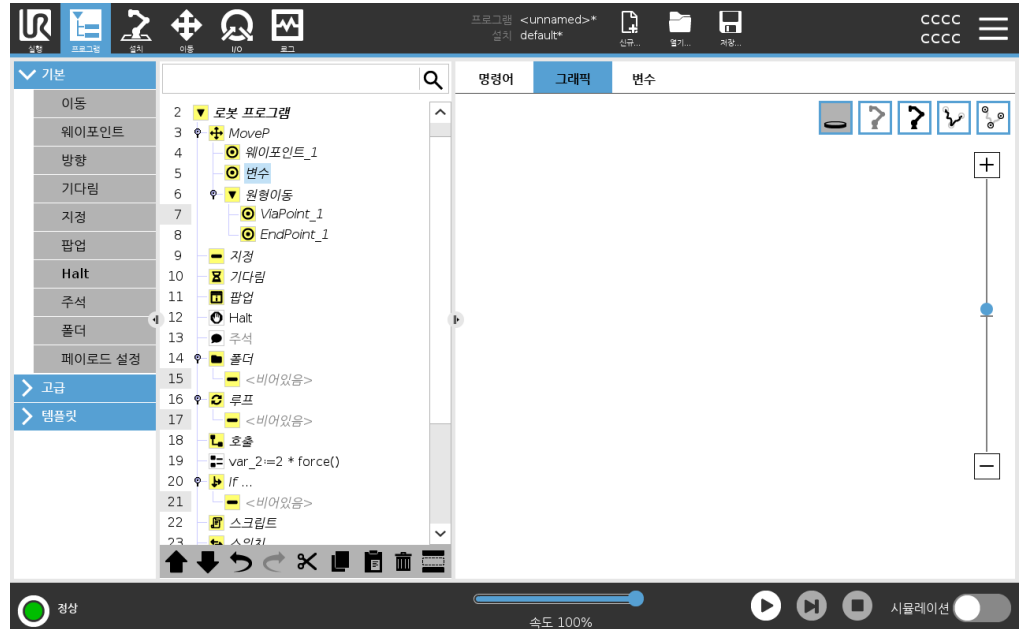 UR
실행
프로그램
설치
이동
I/O
로그
프로그램 <unnamed>*
설치 default*
신규...
열기...
저장...
CCCC
CCCC
기본
이동
웨이포인트
방향
기다림
지정
팝업
Halt
주석
폴더
페이로드 설정
고급
템플릿
2 로봇 프로그램
3 MoveP
4 웨이포인트_1
5 변수
6 원형이동
7 ViaPoint_1
8 EndPoint_1
9 지정
10 기다림
11 팝업
12 Halt
13 주석
14 폴더
15 <비어있음>
16 루프
17 <비어있음>
18 호출
19 var_2:=2 * force()
20 If ...
21 <비어있음>
22 스크립트
23 스위치
명령어
그래픽
변수
정상
속도 100%
시뮬레이션